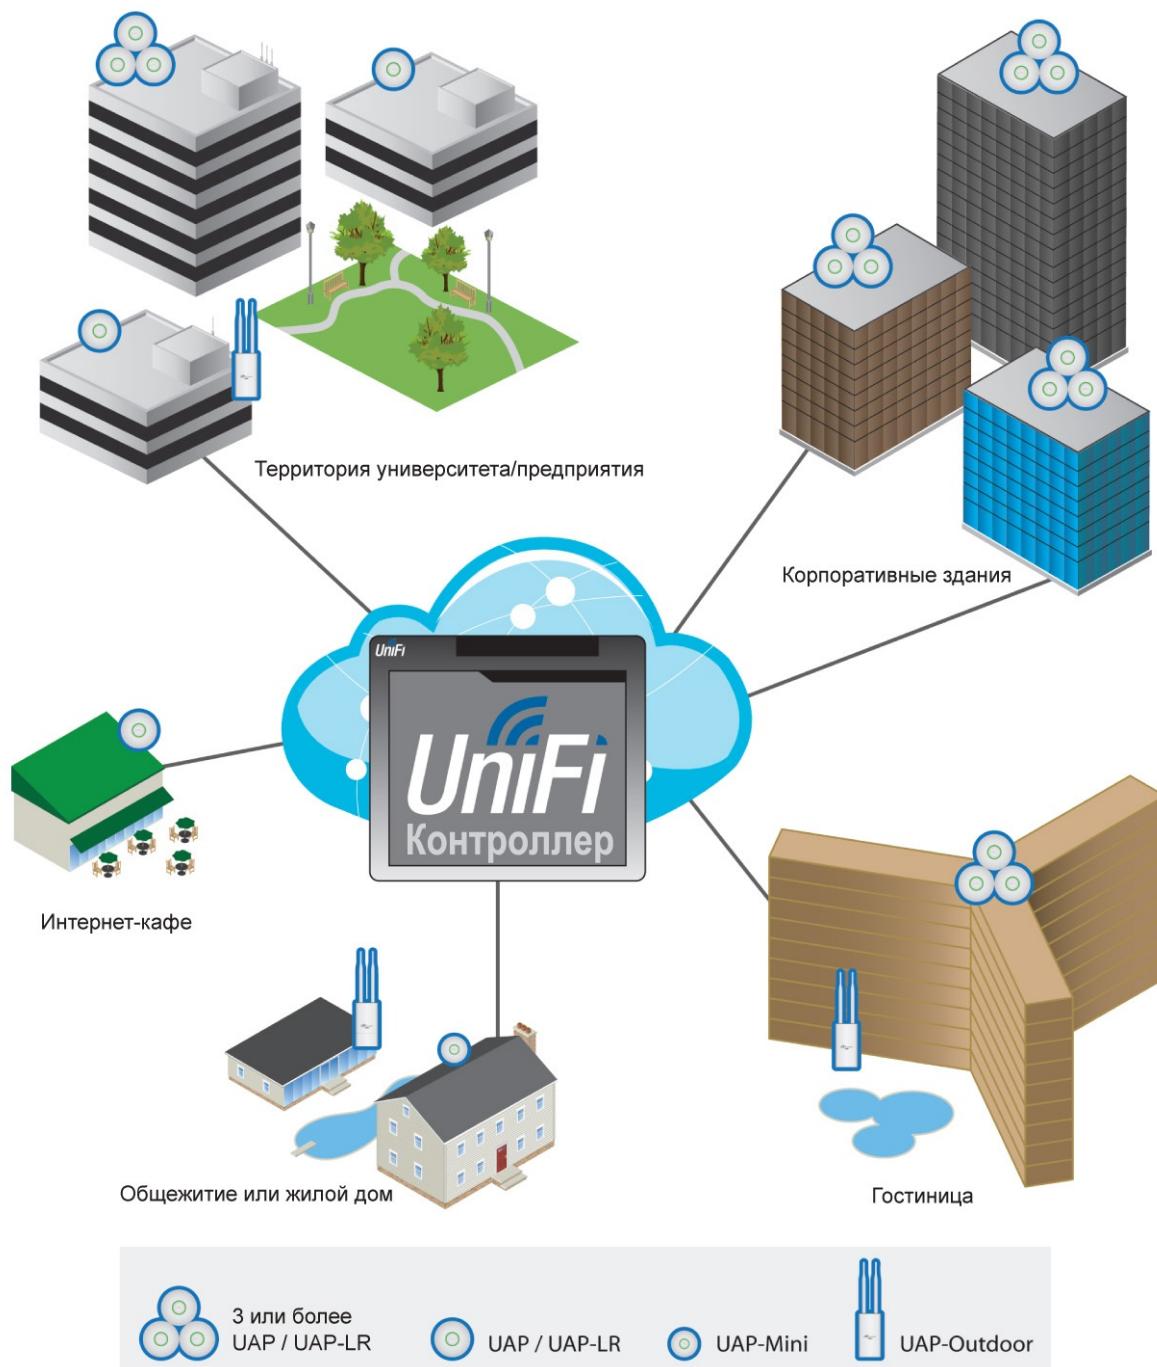 Территория университета/предприятия
Корпоративные здания
UniFi
UniFi
Контроллер
Интернет-кафе
Общежитие или жилой дом
Гостиница
3 или более
UAP / UAP-LR
UAP / UAP-LR
UAP-Mini
UAP-Outdoor